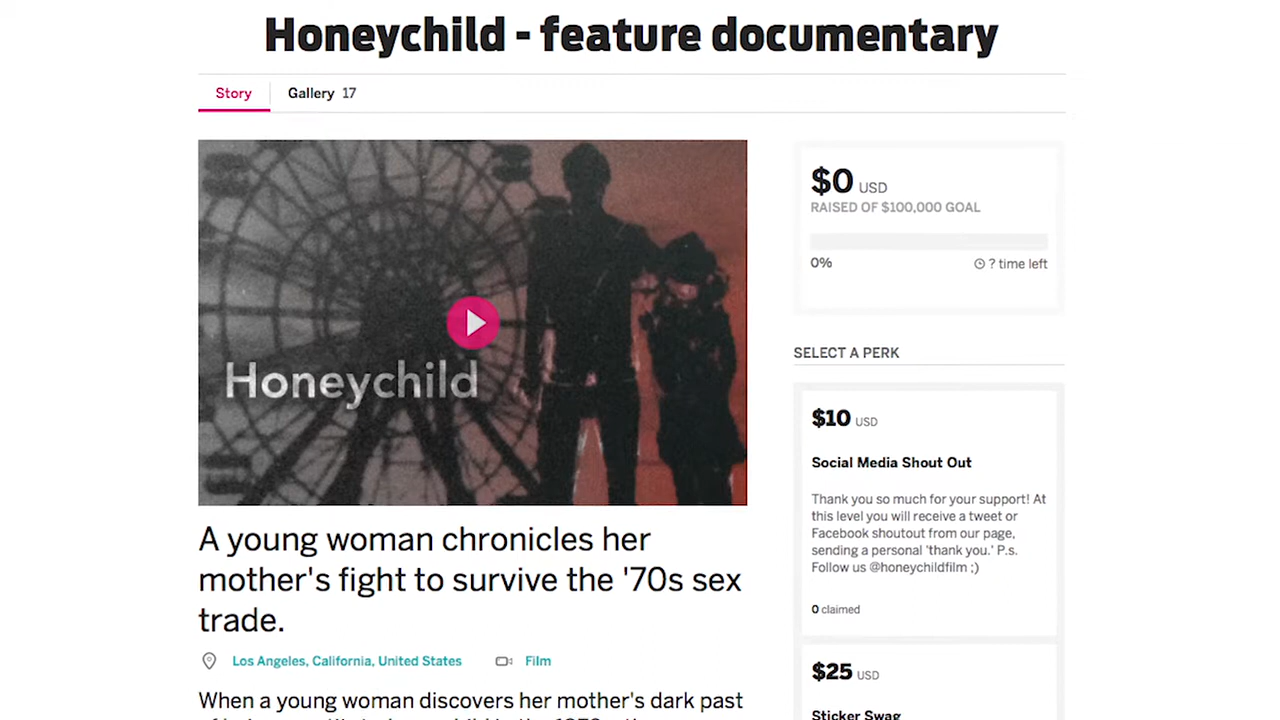 Honeychild - feature documentary
Story
Gallery 17
Honeychild
A young woman chronicles her
mother's fight to survive the '70s sex
trade.
Los Angeles, California, United States
Film
When a young woman discovers her mother's dark past
$0 USD
RAISED OF $100,000 GOAL
0%
? time left
SELECT A PERK
$10 USD
Social Media Shout Out
Thank you so much for your support! At
this level you will receive a tweet or
Facebook shoutout from our page,
sending a personal 'thank you.' P.s.
Follow us @honeychildfilm ;)
0 claimed
$25 USD
Sticker Swag